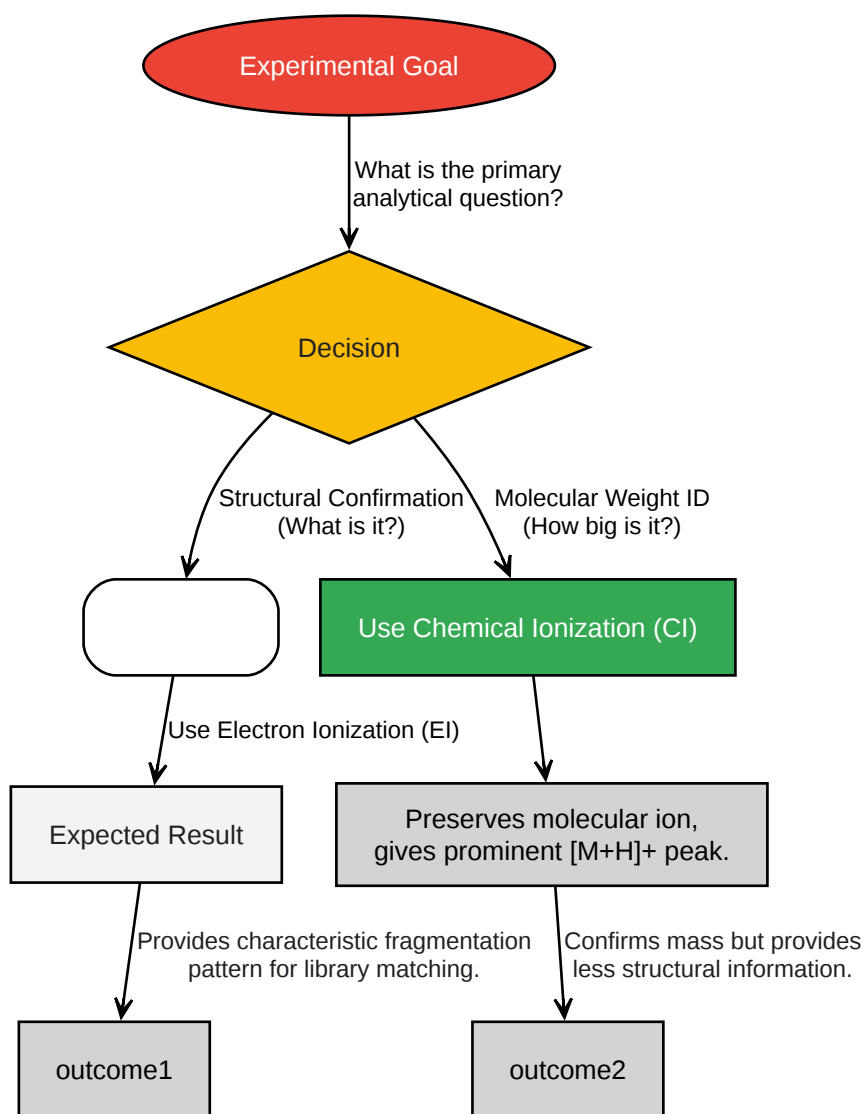 Experimental Goal
What is the primary
analytical question?
Decision
Structural Confirmation
(What is it?)
Molecular Weight ID
(How big is it?)
Use Chemical Ionization (CI)
Use Electron Ionization (EI)
Expected Result
Preserves molecular ion,
gives prominent [M+H]+ peak.
Provides characteristic fragmentation
pattern for library matching.
Confirms mass but provides
less structural information.
outcome1
outcome2